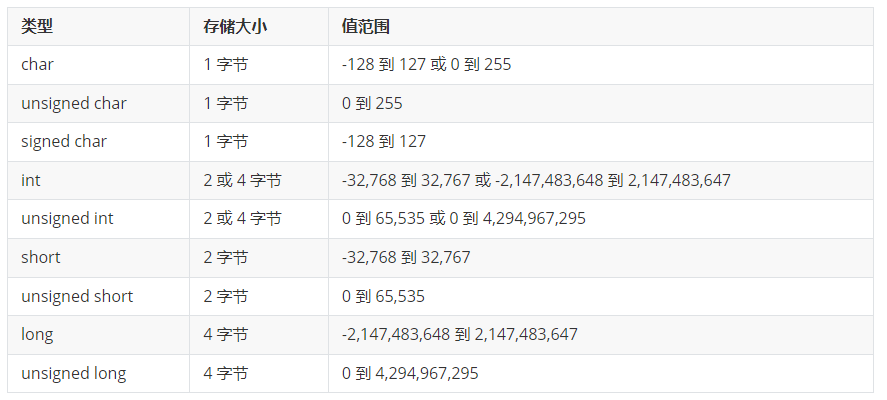 类型 存储大小 值范围
char 1 字节 -128 到 127 或 0 到 255
unsigned char 1 字节 0 到 255
signed char 1 字节 -128 到 127
int 2 或 4 字节 -32,768 到 32,767 或 -2,147,483,648 到 2,147,483,647
unsigned int 2 或 4 字节 0 到 65,535 或 0 到 4,294,967,295
short 2 字节 -32,768 到 32,767
unsigned short 2 字节 0 到 65,535
long 4 字节 -2,147,483,648 到 2,147,483,647
unsigned long 4 字节 0 到 4,294,967,295